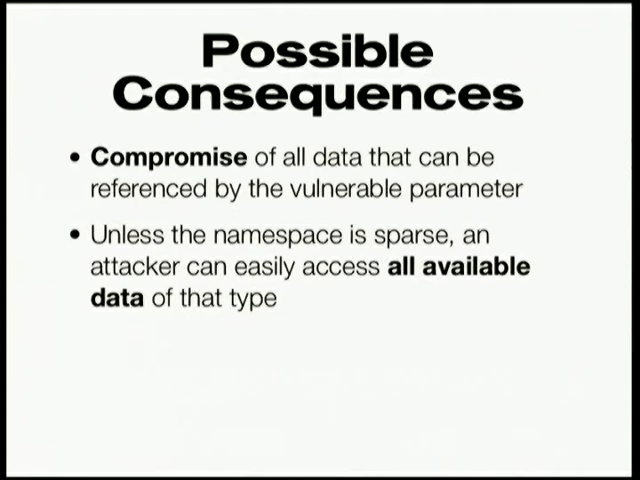 Possible
Consequences
• Compromise of all data that can be
referenced by the vulnerable parameter
• Unless the namespace is sparse, an
attacker can easily access all available
data of that type